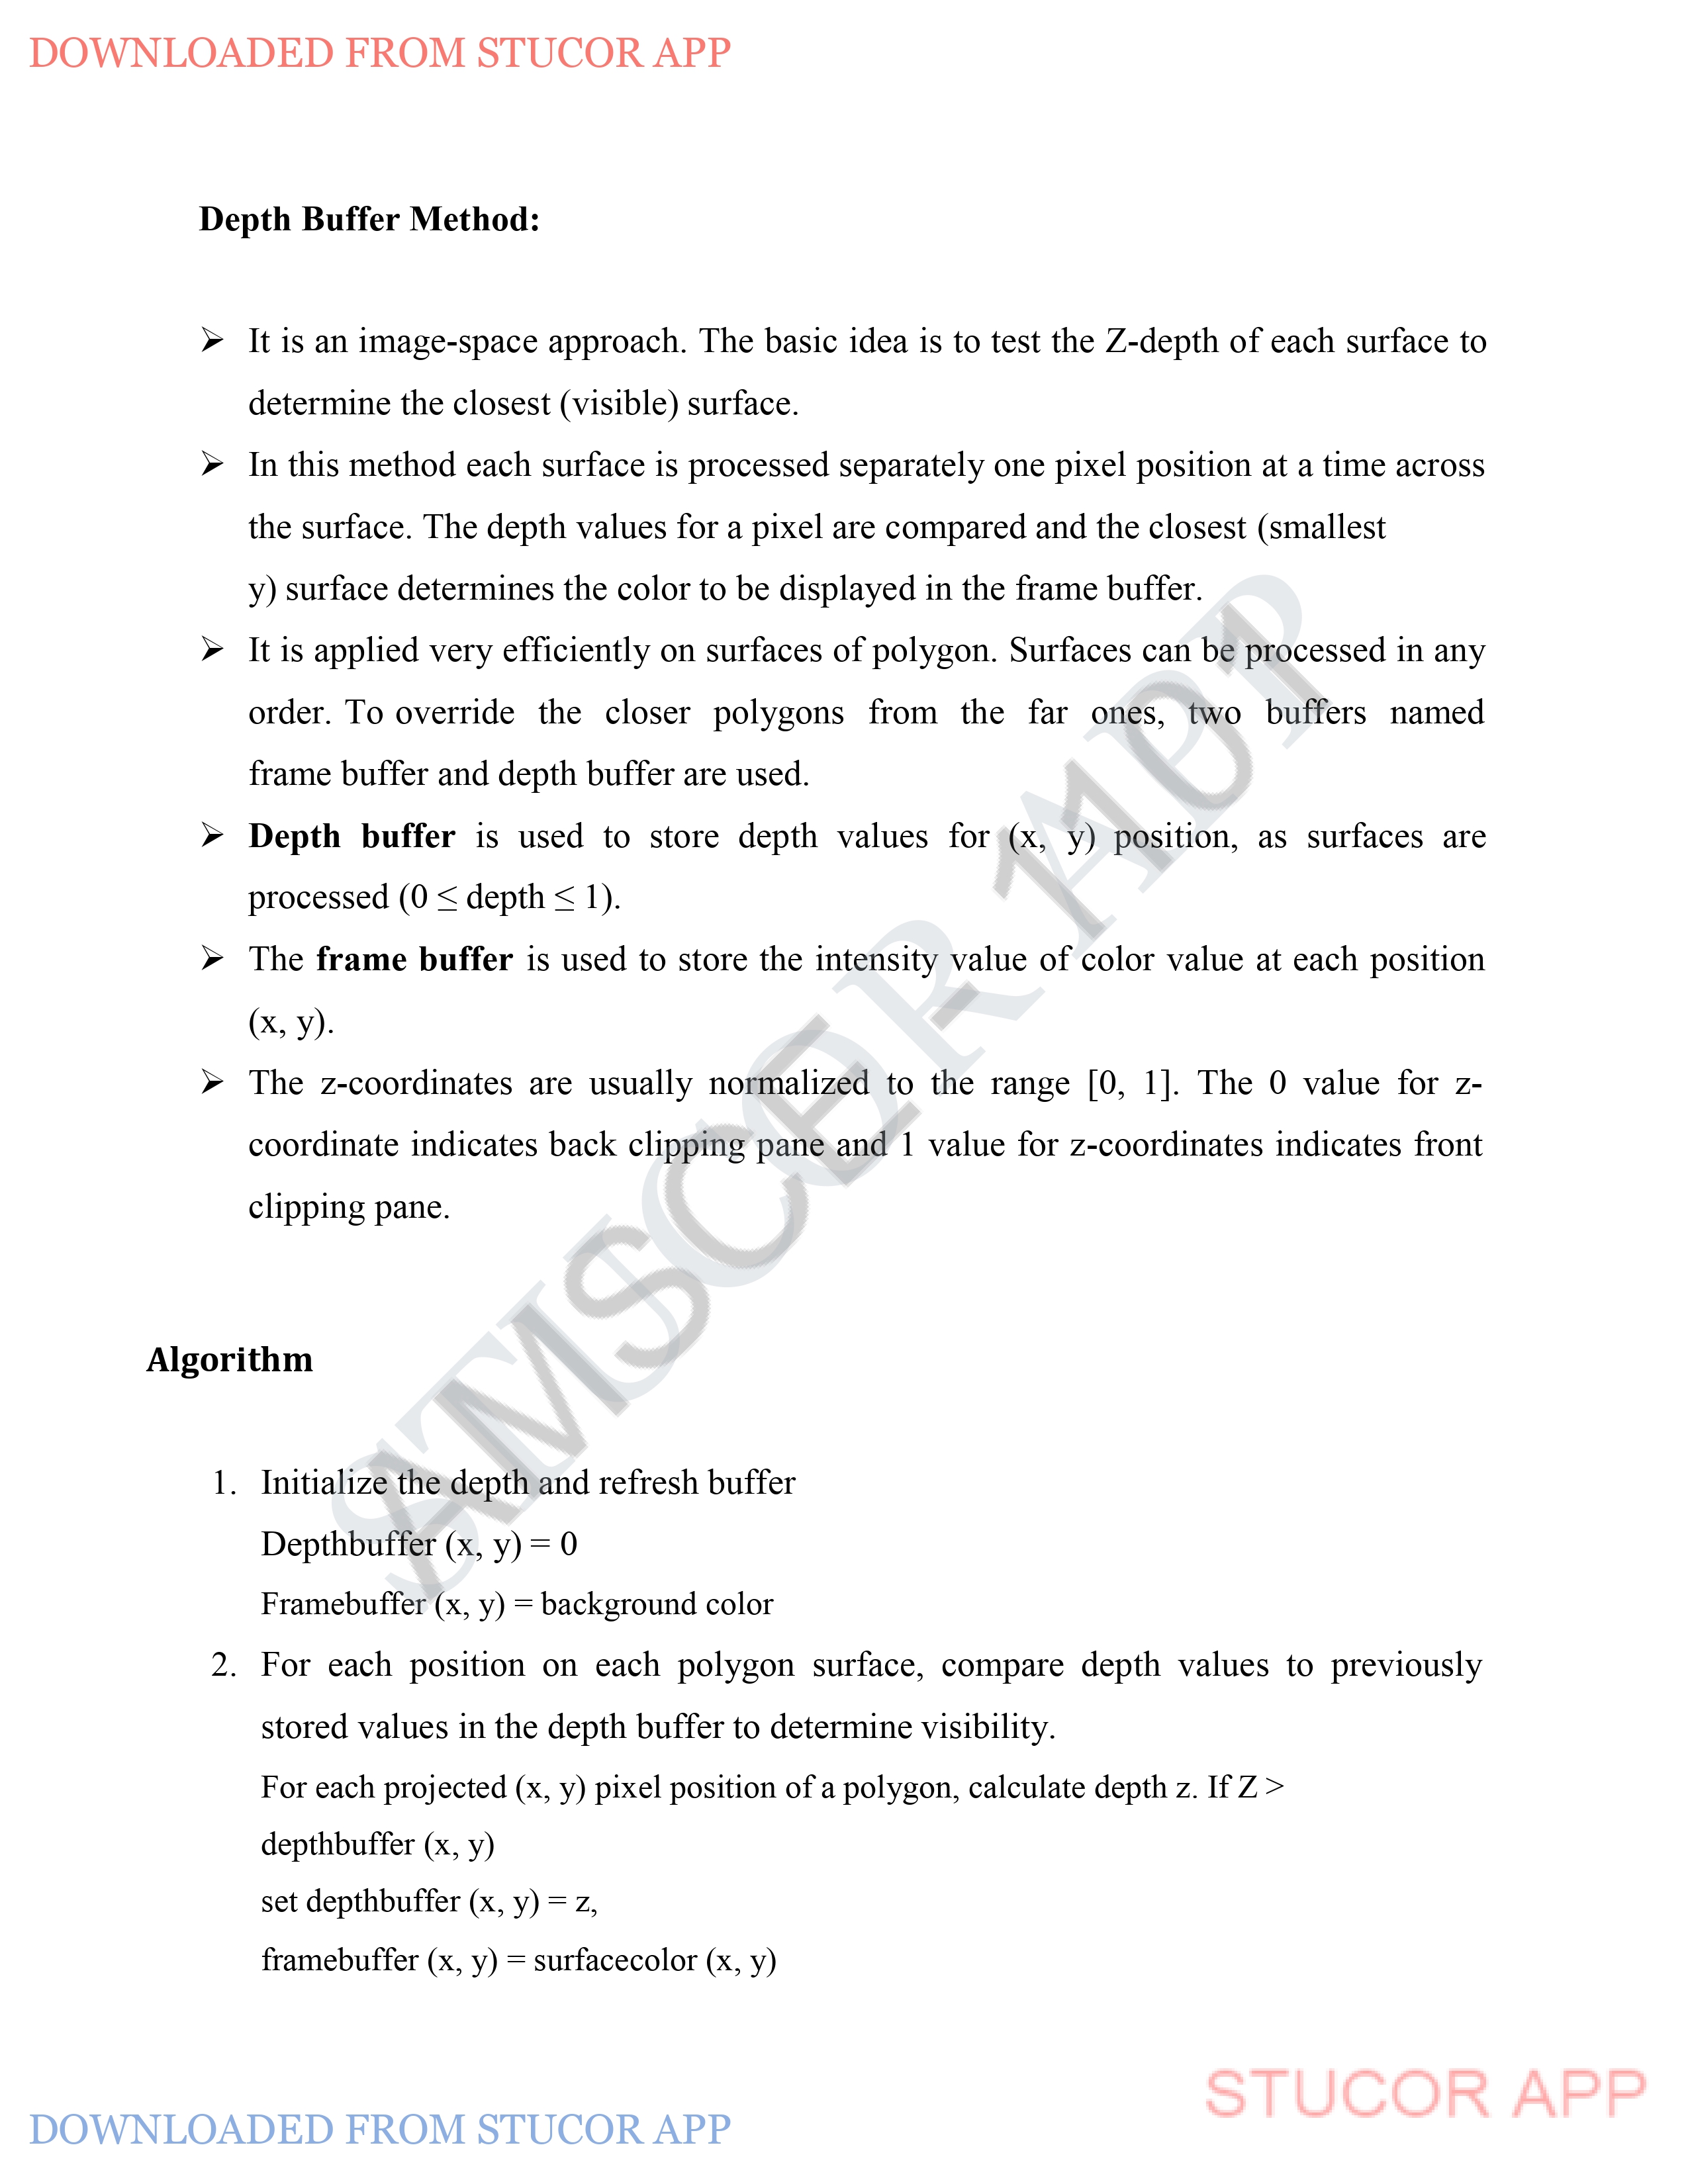 DOWNLOADED FROM STUCOR APP
Depth Buffer Method:
➢ It is an image-space approach. The basic idea is to test the Z-depth of each surface to
determine the closest (visible) surface.
➢ In this method each surface is processed separately one pixel position at a time across
the surface. The depth values for a pixel are compared and the closest (smallest
y) surface determines the color to be displayed in the frame buffer.
➢ It is applied very efficiently on surfaces of polygon. Surfaces can be processed in any
order. To override the closer polygons from the far ones, two buffers named
frame buffer and depth buffer are used.
➢ Depth buffer is used to store depth values for (x, y) position, as surfaces are
processed (0 ≤ depth ≤ 1).
➢ The frame buffer is used to store the intensity value of color value at each position
(x, y).
➢ The z-coordinates are usually normalized to the range [0, 1]. The 0 value for z-
coordinate indicates back clipping pane and 1 value for z-coordinates indicates front
clipping pane.
STUCOR APP
AMSCE-1101
Algorithm
1. Initialize the depth and refresh buffer
Depthbuffer (x, y) = 0
Framebuffer (x, y) = background color
2. For each position on each polygon surface, compare depth values to previously
stored values in the depth buffer to determine visibility.
For each projected (x, y) pixel position of a polygon, calculate depth z. If Z >
depthbuffer (x, y)
set depthbuffer (x, y) = z,
framebuffer (x, y) = surfacecolor (x, y)
STUCOR APP
DOWNLOADED FROM STUCOR APP